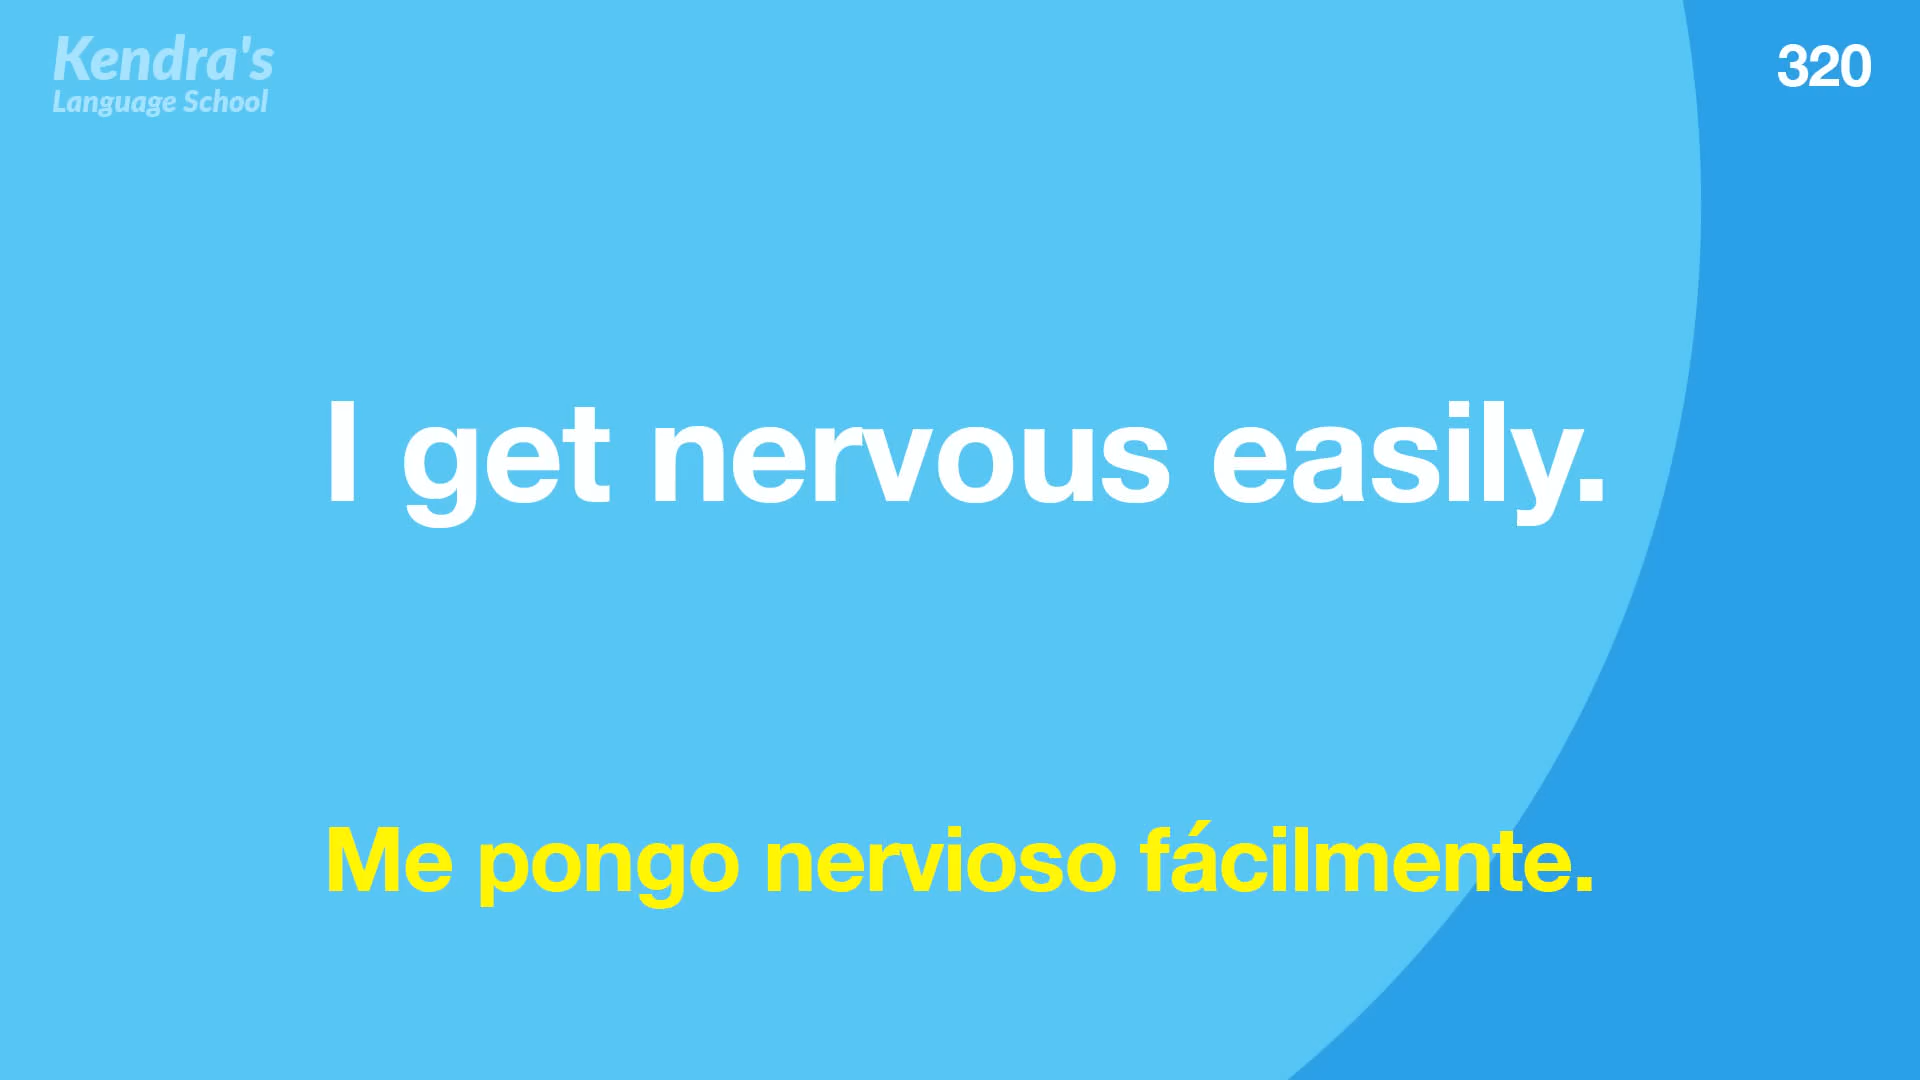 Kendra's
Language School
320
I get nervous easily.
Me pongo nervioso fácilmente.